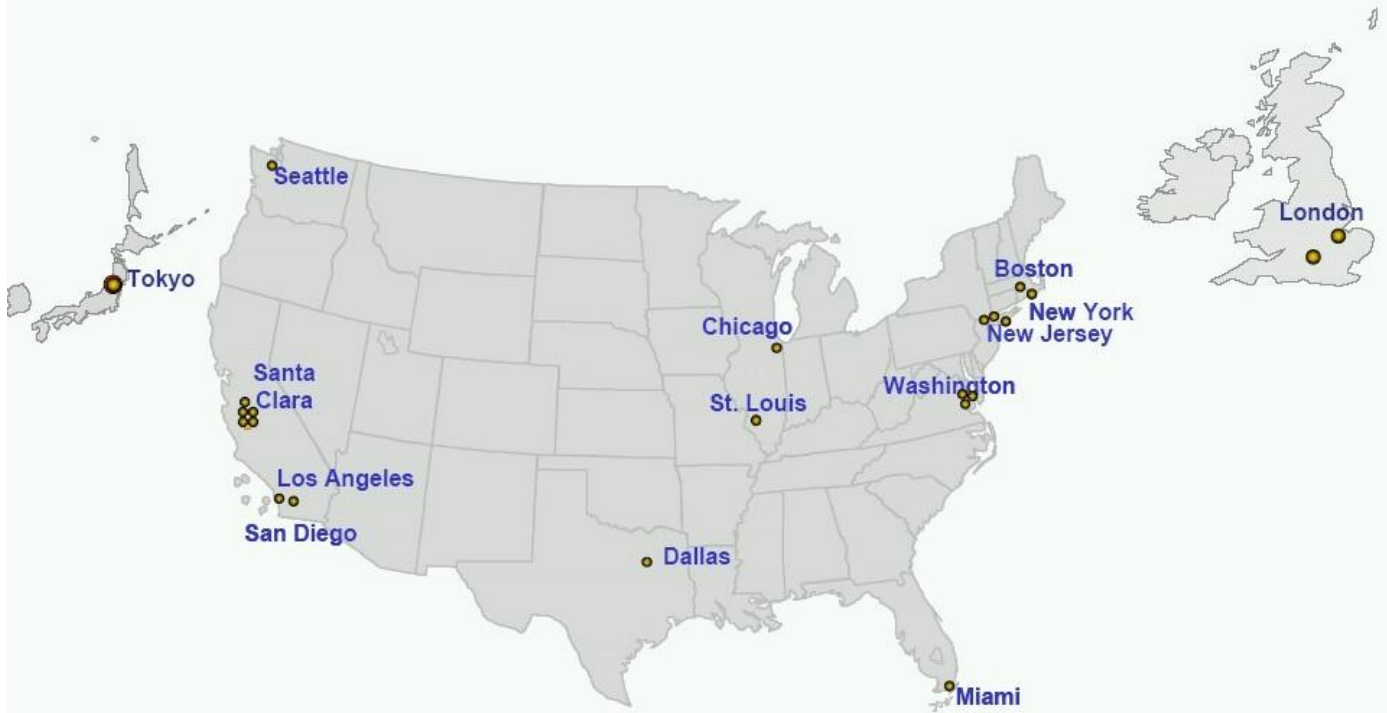 Seattle
London
Boston
Tokyo
New York
Chicago
New Jersey
Santa
Clara
Washington
St. Louis
Los Angeles
San Diego
Dallas
Miami